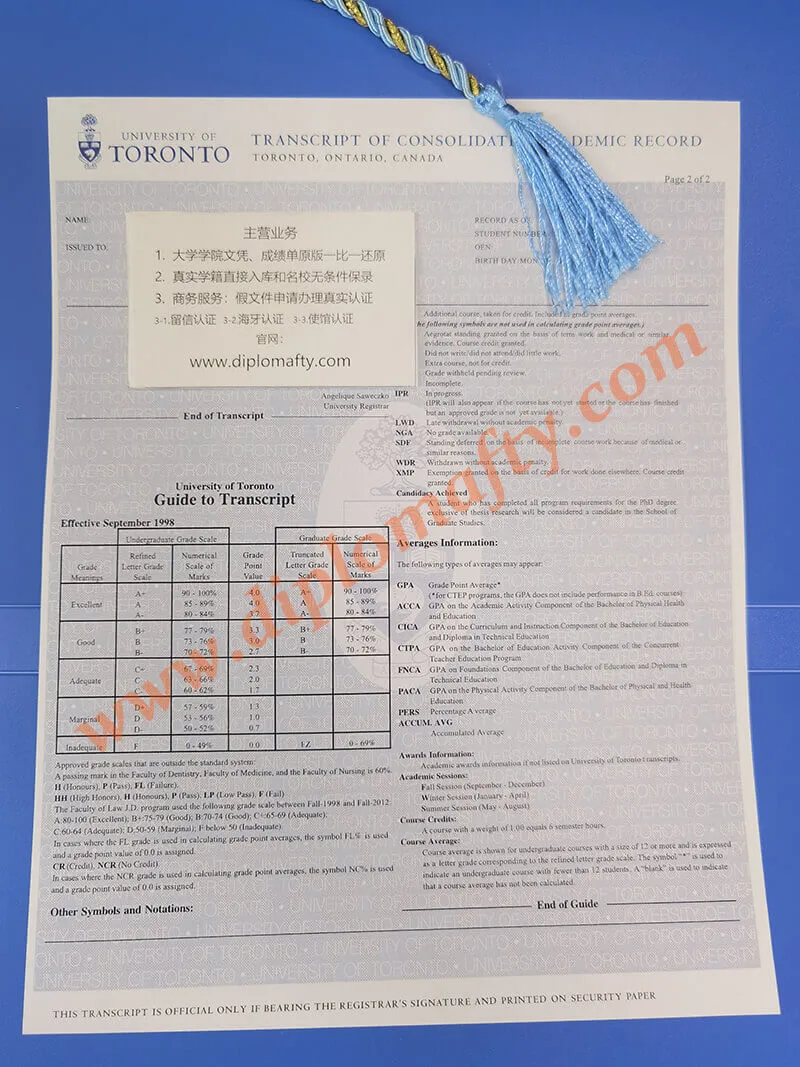 UNIVERSITY OF
TORONTO
TRANSCRIPT OF CONSOLIDAT EMIC RECORD
TORONTO, ONTARIO, CANADA
Page 2 of 2
NAME:
ISSUED TO:
RECORD AS OF
STUDENT NUMBER
OEN:
BIRTH DAY/MON
主营业务
1. 大学学院文凭、成绩单原版一比一还原
2. 真实学籍直接入库和名校无条件保录
3. 商务服务：假文件申请办理真实认证
3-1.留信认证 3-2.海牙认证 3-3.使馆认证
官网：
www.diplomafty.com
Angelique Saweczko
University Registrar
End of Transcript
University of Toronto
Guide to Transcript
Effective September 1998
Undergraduate Grade Scale Graduate Grade Scale
Grade Meanings Refined Letter Grade Scale Numerical Scale of Marks Grade Point Value Truncated Letter Grade Scale Numerical Scale of Marks
Excellent
A+ 90 - 100% 4.0 A+ 90 - 100%
A 85 - 89% 4.0 A 85 - 89%
A- 80 - 84% 3.7 A- 80 - 84%
Good
B+ 77 - 79% 3.3 B+ 77 - 79%
B 73 - 76% 3.0 B 73 - 76%
B- 70 - 72% 2.7 B- 70 - 72%
Adequate
C+ 67 - 69% 2.3
C 63 - 66% 2.0
C- 60 - 62% 1.7
Marginal
D+ 57 - 59% 1.3
D 53 - 56% 1.0
D- 50 - 52% 0.7
Inadequate F 0 - 49% 0.0 FZ 0 - 69%
Approved grade scales that are outside the standard system:
A passing mark in the Faculty of Dentistry, Faculty of Medicine, and the Faculty of Nursing is 60%.
H (Honours), P (Pass), FL (Failure).
HH (High Honors), H (Honours), P (Pass), LP (Low Pass), F (Fail)
The Faculty of Law J.D. program used the following grade scale between Fall-1998 and Fall-2012.
A:80-100 (Excellent); B+:75-79 (Good); B:70-74 (Good); C+:65-69 (Adequate);
C:60-64 (Adequate); D:50-59 (Marginal); F:below 50 (Inadequate).
In cases where the FL grade is used in calculating grade point averages, the symbol FL% is used
and a grade point value of 0.0 is assigned.
CR (Credit), NCR (No Credit).
In cases where the NCR grade is used in calculating grade point averages, the symbol NC% is used
and a grade point value of 0.0 is assigned.
Other Symbols and Notations:
Additional course, taken for credit. Included in grade point averages.
he following symbols are not used in calculating grade point averages.)
Aegrotat standing granted on the basis of term work and medical or similar
evidence. Course credit granted.
Did not write/did not attend/did little work.
Extra course, not for credit.
Grade withheld pending review.
Incomplete.
IPR In progress.
(IPR will also appear if the course has not yet started or the course has finished
but an approved grade is not yet available.)
LWD Late withdrawal without academic penalty.
NGA No grade available.
SDF Standing deferred on the basis of incomplete course work because of medical or
similar reasons.
WDR Withdrawn without academic penalty.
XMP Exemption granted on the basis of credit for work done elsewhere. Course credit
granted.
Candidacy Achieved
A student who has completed all program requirements for the PhD degree
exclusive of thesis research will be considered a candidate in the School of
Graduate Studies.
Averages Information:
The following types of averages may appear:
GPA Grade Point Average*
(*for CTEP programs, the GPA does not include performance in B.Ed. courses)
ACCA GPA on the Academic Activity Component of the Bachelor of Physical Health
and Education
CICA GPA on the Curriculum and Instruction Component of the Bachelor of Education
and Diploma in Technical Education
CTPA GPA on the Bachelor of Education Activity Component of the Concurrent
Teacher Education Program
FNCA GPA on Foundations Component of the Bachelor of Education and Diploma in
Technical Education
PACA GPA on the Physical Activity Component of the Bachelor of Physical and Health
Education
PERS Percentage Average
ACCUM. AVG
Accumulated Average
Awards Information:
Academic awards information if not listed on University of Toronto transcripts.
Academic Sessions:
Fall Session (September - December)
Winter Session (January - April)
Summer Session (May - August)
Course Credits:
A course with a weight of 1.00 equals 6 semester hours.
Course Average:
Course average is shown for undergraduate courses with a size of 12 or more and is expressed
as a letter grade corresponding to the refined letter grade scale. The symbol "*" is used to
indicate an undergraduate course with fewer than 12 students. A "blank" is used to indicate
that a course average has not been calculated.
End of Guide
THIS TRANSCRIPT IS OFFICIAL ONLY IF BEARING THE REGISTRAR'S SIGNATURE AND PRINTED ON SECURITY PAPER
www.diplomafty.com